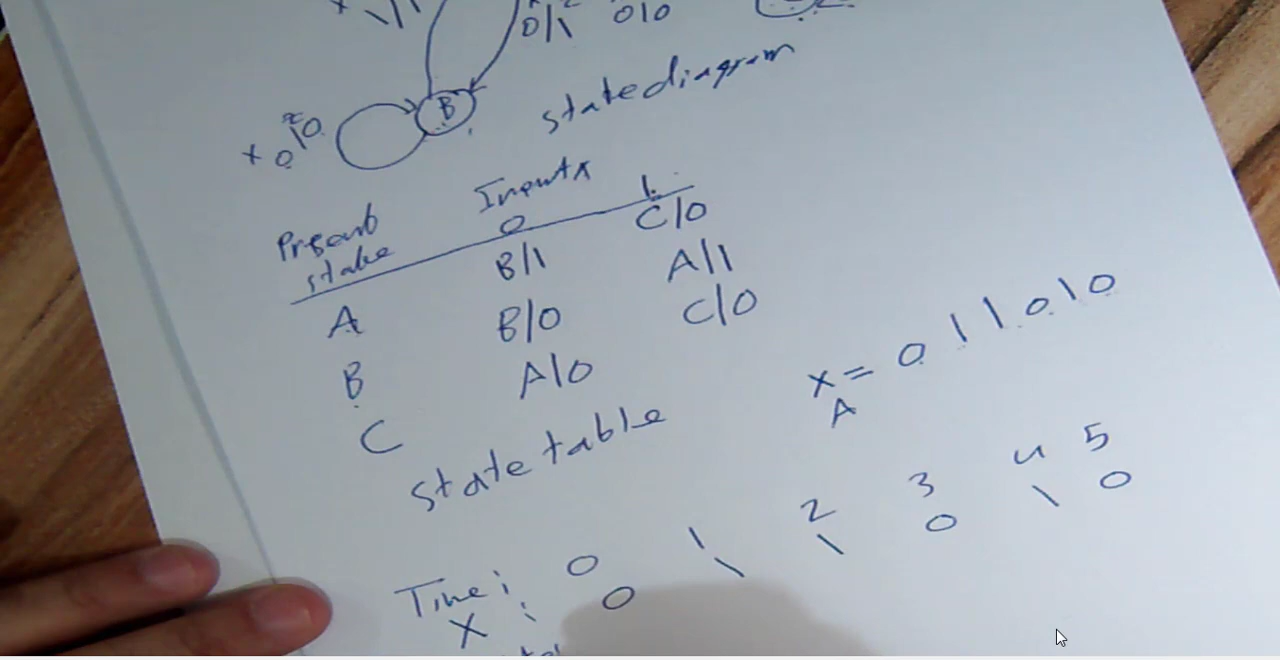 0/1 0/0
B
x 0/0
z
state diagram
Input x
Present
state
0 1
A B/1 C/0
B B/0 A/1
C A/0 C/0
State table
x = 0 1 1 0 1 0
A
Time : 0 1 2 3 4 5
X : 0 1 1 0 1 0